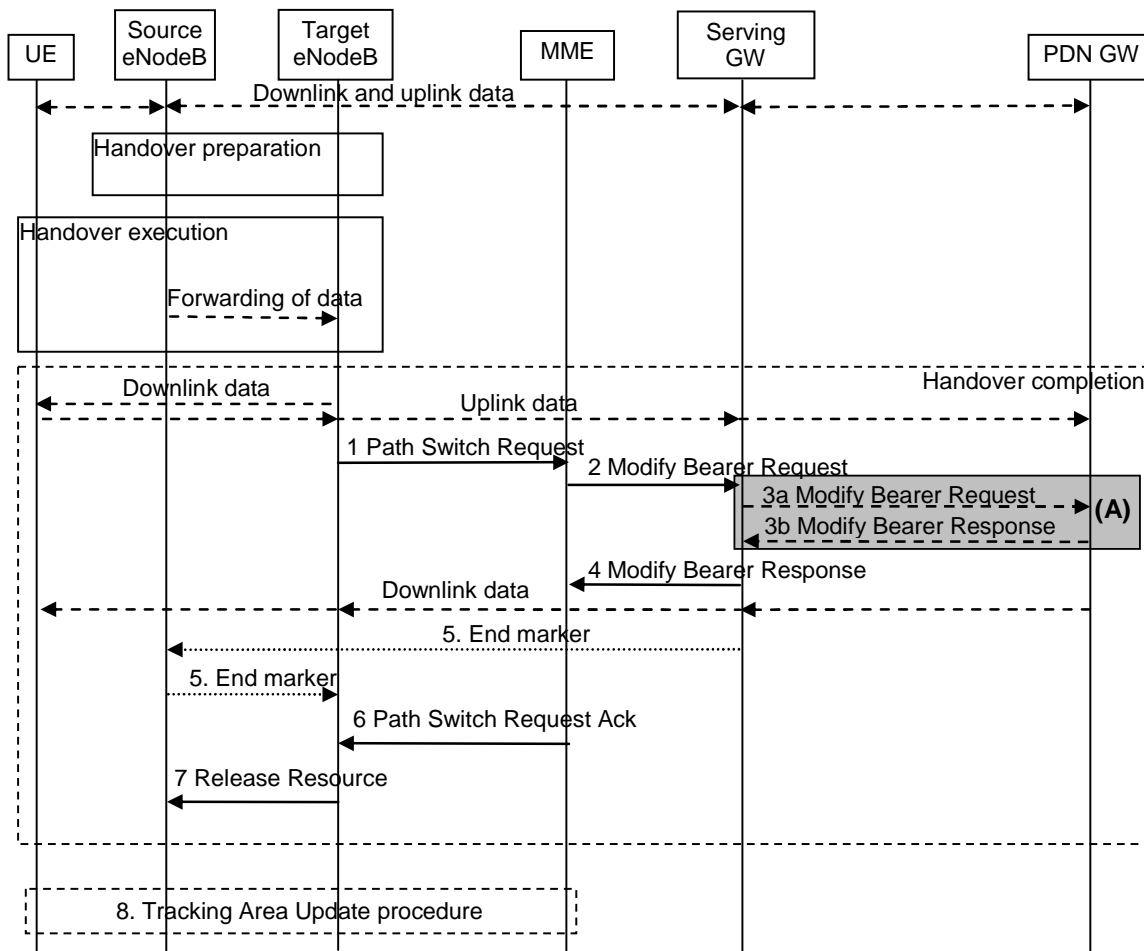 UE
Source
eNodeB
Target
eNodeB
MME
Serving
GW
PDN GW
Downlink and uplink data
Handover preparation
Handover execution
Forwarding of data
Handover completion
Downlink data
Uplink data
1 Path Switch Request
2 Modify Bearer Request
3a Modify Bearer Request
(A)
3b Modify Bearer Response
4 Modify Bearer Response
Downlink data
5. End marker
5. End marker
6 Path Switch Request Ack
7 Release Resource
8. Tracking Area Update procedure